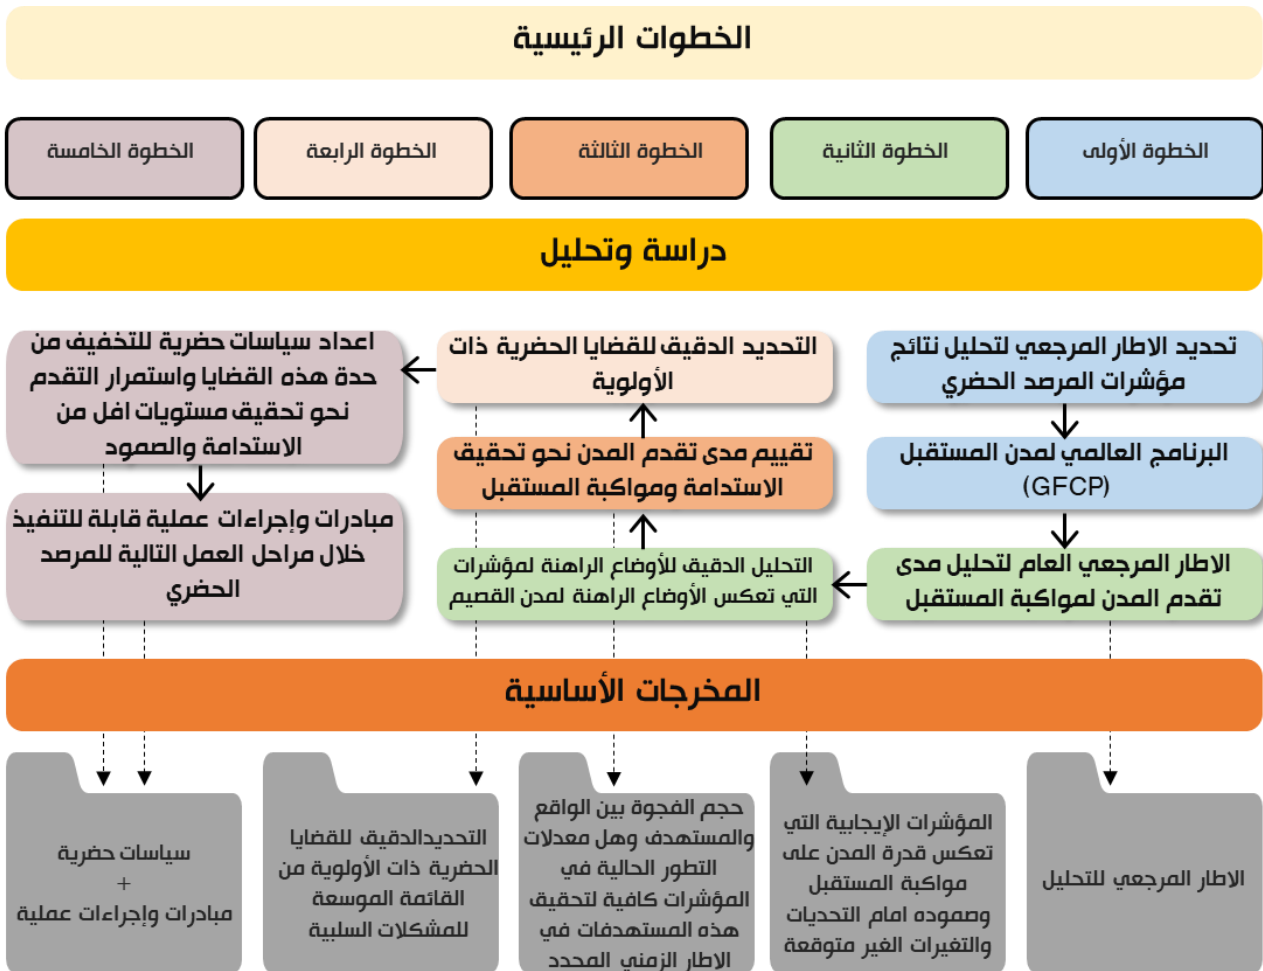 الخطوات الرئيسية
الخطوة الأولى
الخطوة الثانية
الخطوة الثالثة
الخطوة الرابعة
الخطوة الخامسة
دراسة وتحليل
تحديد الاطار المرجعي لتحليل نتائج
مؤشرات المرصد الحضري
البرنامج العالمي لمدن المستقبل
(GFCP)
الاطار المرجعي العام لتحليل مدى
تقدم المدن لمواكبة المستقبل
التحديد الدقيق للقضايا الحضرية ذات
الأولوية
تقييم مدى تقدم المدن نحو تحقيق
الاستدامة ومواكبة المستقبل
التحليل الدقيق للأوضاع الراهنة لمؤشرات
التي تعكس الأوضاع الراهنة لمدن القصيم
اعداد سياسات حضرية للتخفيف من
حدة هذه القضايا واستمرار التقدم
نحو تحقيق مستويات افل من
الاستدامة والصمود
مبادرات وإجراءات عملية قابلة للتنفيذ
خلال مراحل العمل التالية للمرصد
الحضري
المخرجات الأساسية
الاطار المرجعي للتحليل
المؤشرات الإيجابية التي
تعكس قدرة المدن على
مواكبة المستقبل
وصموده امام التحديات
والتغيرات الغير متوقعة
حجم الفجوة بين الواقع
والمستهدف وهل معدلات
التطور الحالية في
المؤشرات كافية لتحقيق
هذه المستهدفات في
الاطار الزمني المحدد
التحديدالدقيق للقضايا
الحضرية ذات الأولوية من
القائمة الموسعة
للمشكلات السلبية
سياسات حضرية
+
مبادرات وإجراءات عملية